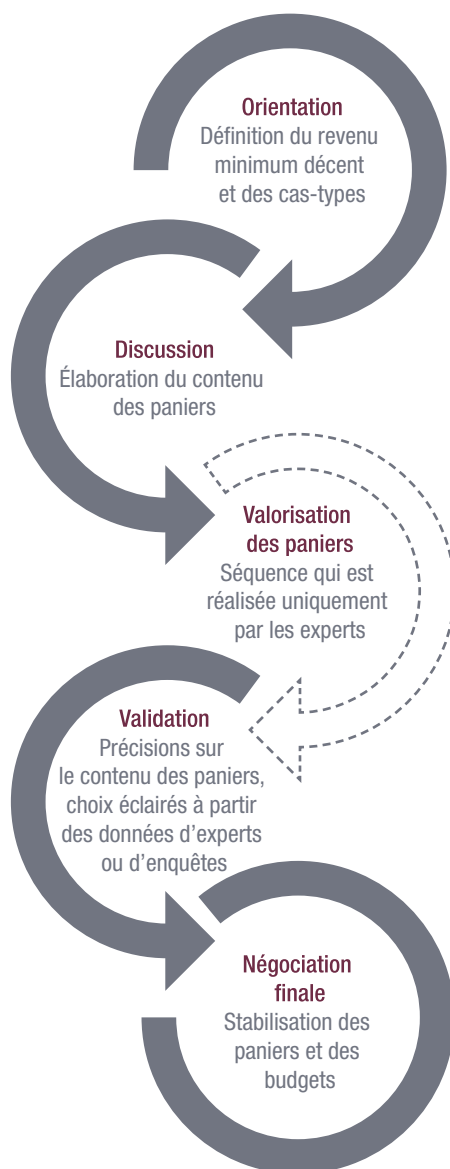 Orientation
Définition du revenu
minimum décent
et des cas-types
Discussion
Élaboration du contenu
des paniers
Valorisation
des paniers
Séquence qui est
réalisée uniquement
par les experts
Validation
Précisions sur
le contenu des paniers,
choix éclairés à partir
des données d’experts
ou d’enquêtes
Négociation
finale
Stabilisation des
paniers et des
budgets